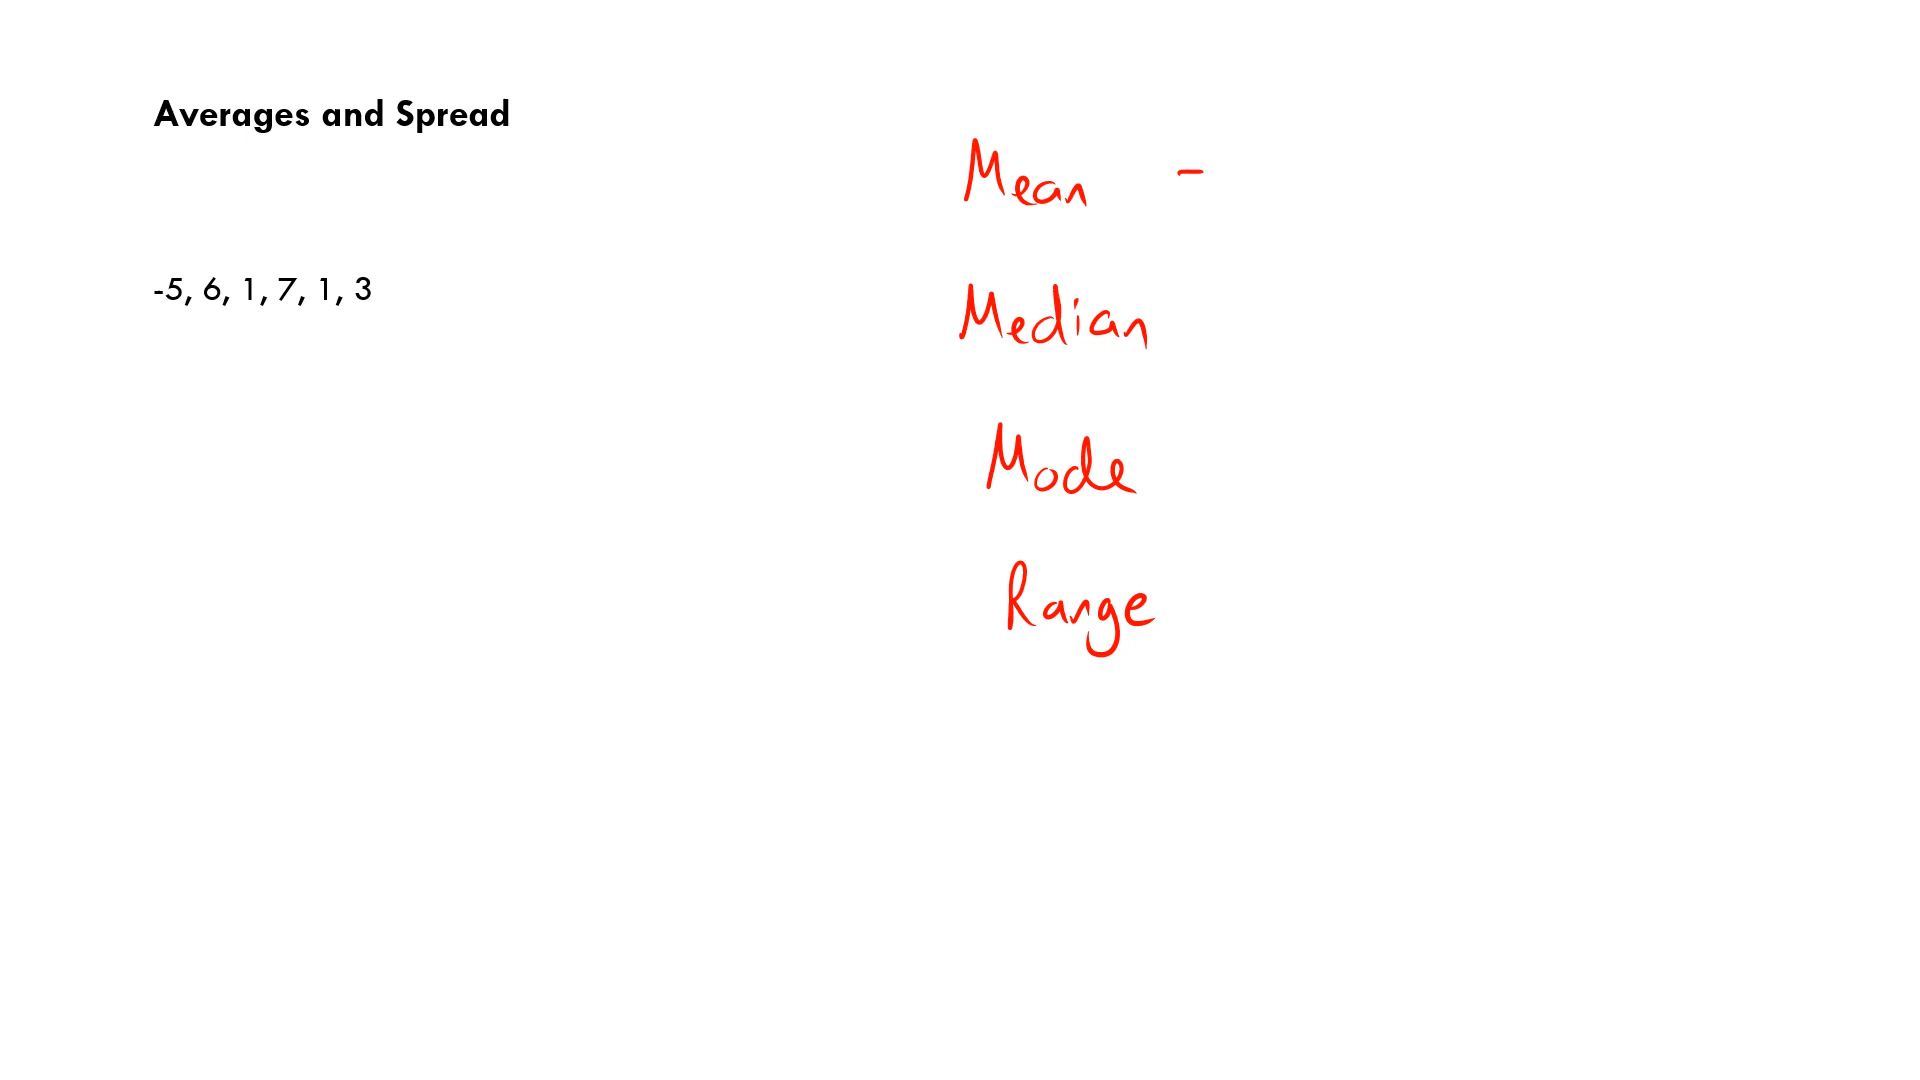 Averages and Spread
Mean -
-5, 6, 1, 7, 1, 3
Median
Mode
Range